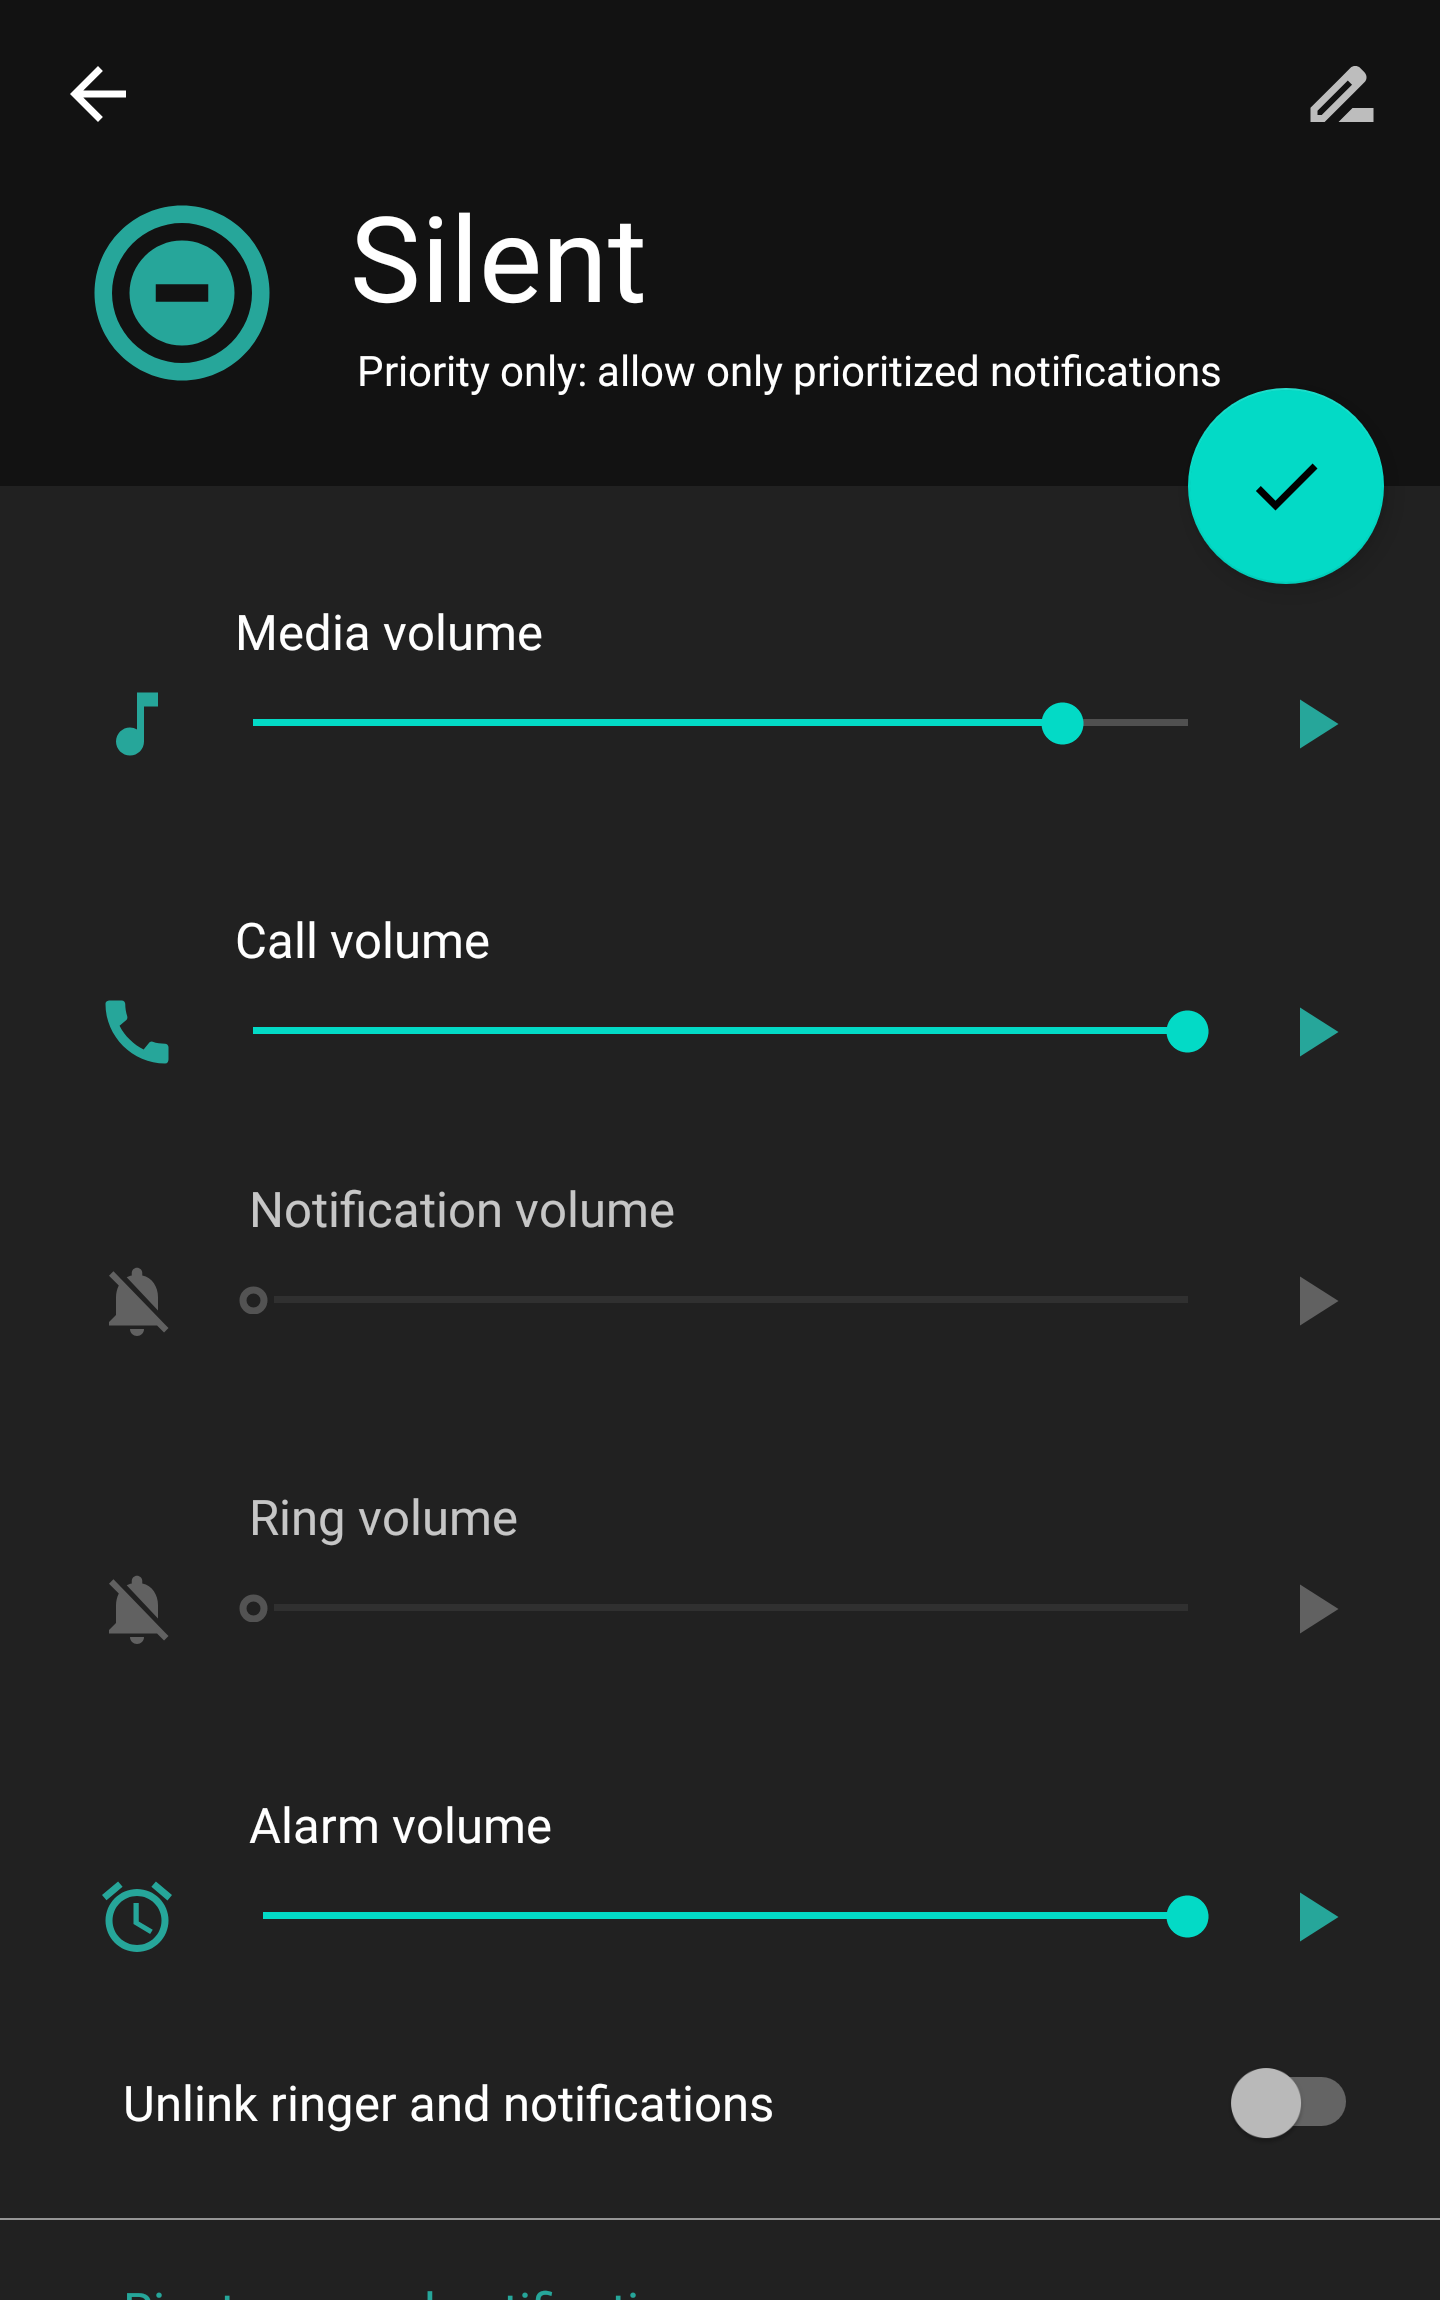 Silent
Priority only: allow only prioritized notifications
Media volume
Call volume
Notification volume
Ring volume
Alarm volume
Unlink ringer and notifications